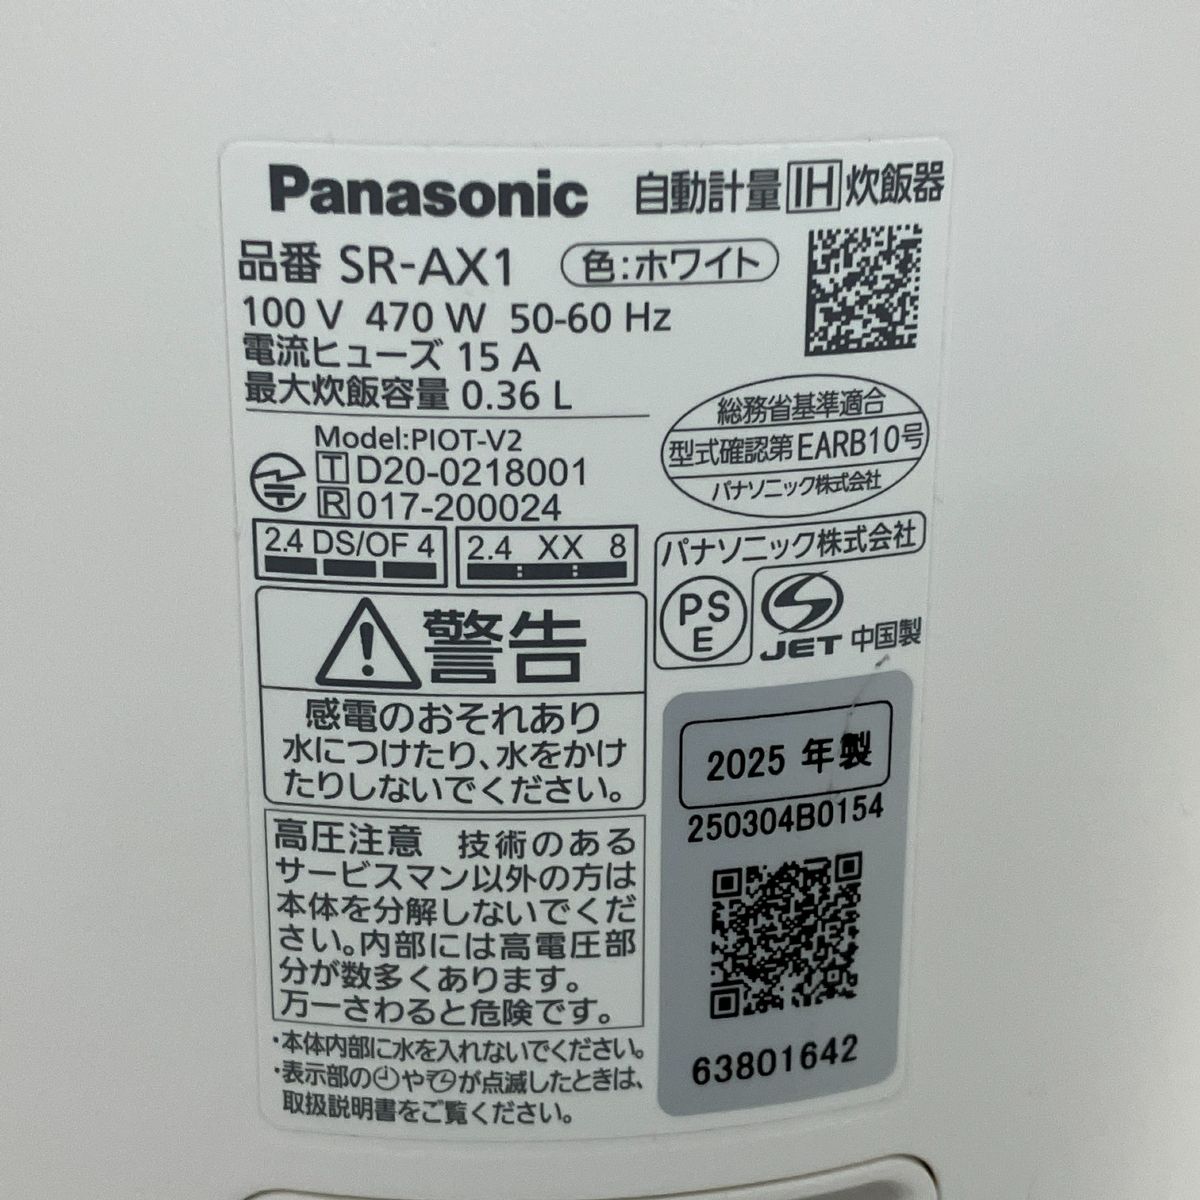 Panasonic 自動計量 IH 炊飯器
品番 SR-AX1 色:ホワイト
100 V 470 W 50-60 Hz
電流ヒューズ 15 A
最大炊飯容量 0.36 L
総務省基準適合
型式確認第EARB10号
パナソニック株式会社
Model:PIOT-V2
T D20-0218001
R 017-200024
2.4 DS/OF 4
2.4 XX 8
パナソニック株式会社
PS
E
JET 中国製
警告
感電のおそれあり
水につけたり、水をかけ
たりしないでください。
2025 年製
250304B0154
63801642
高圧注意 技術のある
サービスマン以外の方は
本体を分解しないでくだ
さい。内部には高電圧部
分が数多くあります。
万一さわると危険です。
・本体内部に水を入れないでください。
・表示部のやが点滅したときは、
取扱説明書をご覧ください。